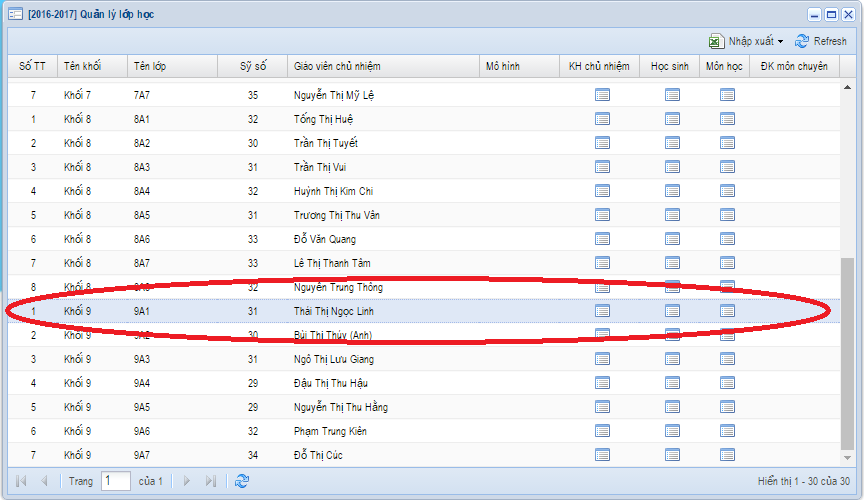 [2016-2017] Quản lý lớp học
Nhập xuất Refresh
Số TT Tên khối Tên lớp Sỹ số Giáo viên chủ nhiệm Mô hình KH chủ nhiệm Học sinh Môn học ĐK môn chuyên
7 Khối 7 7A7 35 Nguyễn Thị Mỹ Lệ
1 Khối 8 8A1 32 Tống Thị Huệ
2 Khối 8 8A2 30 Trần Thị Tuyết
3 Khối 8 8A3 31 Trần Thị Vui
4 Khối 8 8A4 32 Huỳnh Thị Kim Chi
5 Khối 8 8A5 31 Trương Thị Thu Vân
6 Khối 8 8A6 33 Đỗ Văn Quang
7 Khối 8 8A7 33 Lê Thị Thanh Tâm
8 Khối 8 32 Nguyễn Trung Thông
1 Khối 9 9A1 31 Thái Thị Ngọc Linh
2 Khối 9 9A2 30 Bùi Thị Thúy (Anh)
3 Khối 9 9A3 31 Ngô Thị Lưu Giang
4 Khối 9 9A4 29 Đậu Thị Thu Hậu
5 Khối 9 9A5 29 Nguyễn Thị Thu Hằng
6 Khối 9 9A6 32 Phạm Trung Kiên
7 Khối 9 9A7 34 Đỗ Thị Cúc
Trang 1 của 1 Hiển thị 1 - 30 của 30